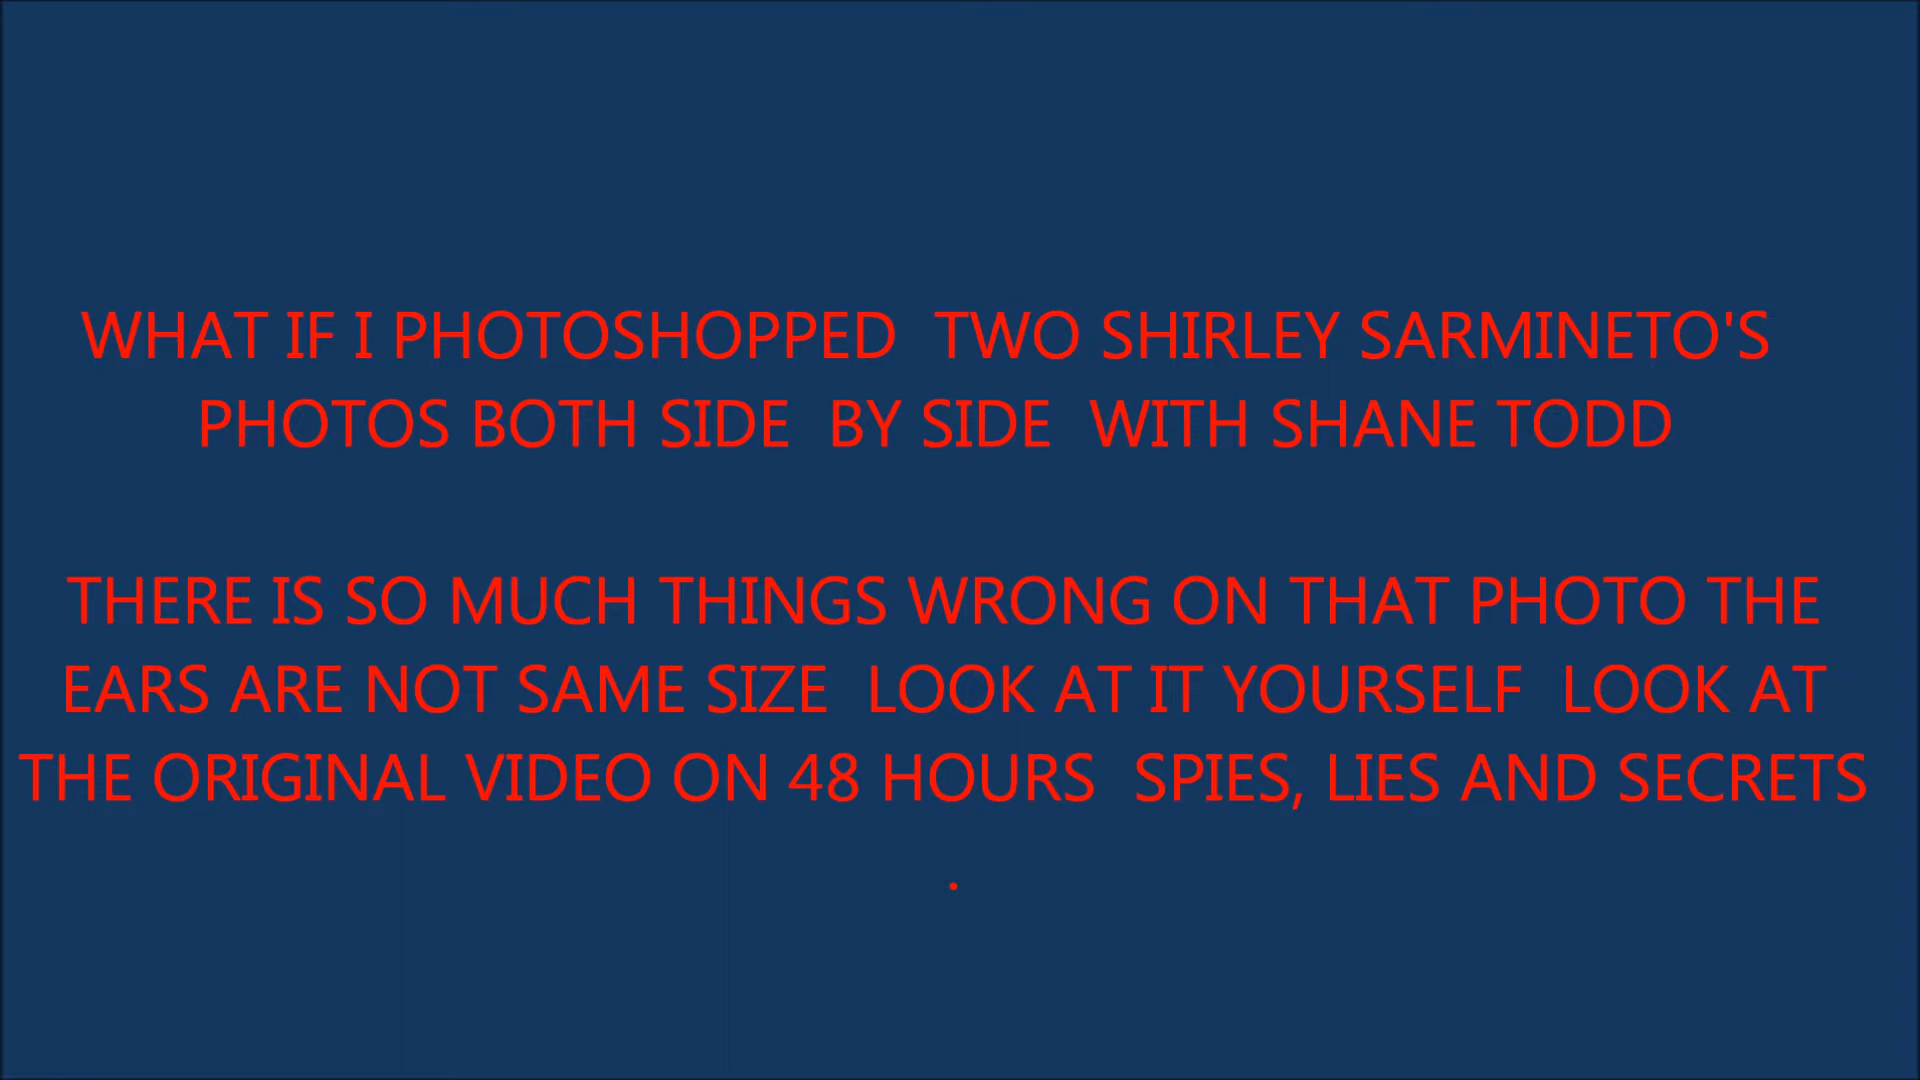 WHAT IF I PHOTOSHOPPED TWO SHIRLEY SARMINETO'S
PHOTOS BOTH SIDE BY SIDE WITH SHANE TODD
THERE IS SO MUCH THINGS WRONG ON THAT PHOTO THE
EARS ARE NOT SAME SIZE LOOK AT IT YOURSELF LOOK AT
THE ORIGINAL VIDEO ON 48 HOURS SPIES, LIES AND SECRETS
.